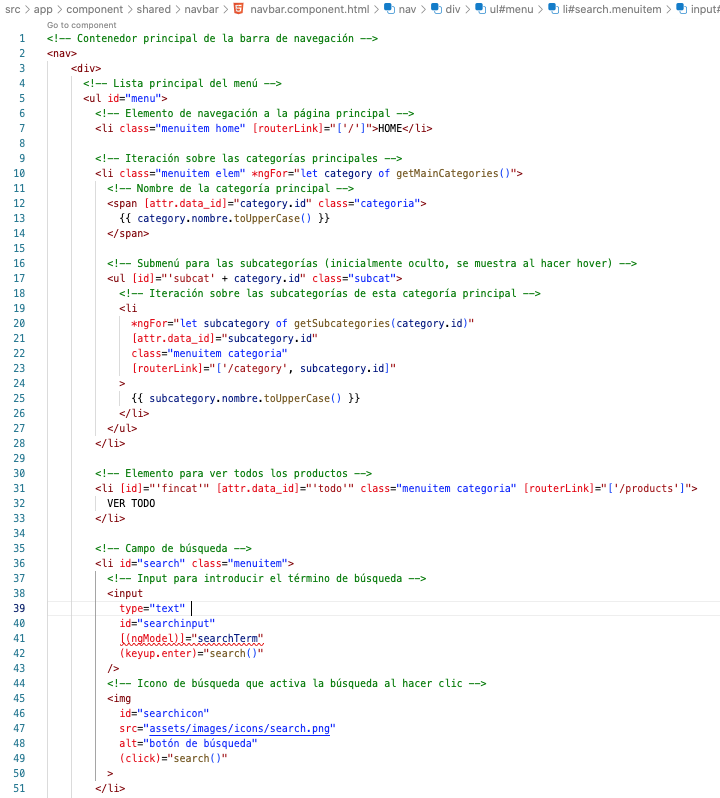 src > app > component > shared > navbar > navbar.component.html > nav > div > ul#menu > li#search.menuitem > input#
Go to component
1 <!-- Contenedor principal de la barra de navegación -->
2 <nav>
3 <div>
4 <!-- Lista principal del menú -->
5 <ul id="menu">
6 <!-- Elemento de navegación a la página principal -->
7 <li class="menuitem home" [routerLink]="['/']">HOME</li>
8
9 <!-- Iteración sobre las categorías principales -->
10 <li class="menuitem elem" *ngFor="let category of getMainCategories()">
11 <!-- Nombre de la categoría principal -->
12 <span [attr.data_id]="category.id" class="categoria">
13 {{ category.nombre.toUpperCase() }}
14 </span>
15
16 <!-- Submenú para las subcategorías (inicialmente oculto, se muestra al hacer hover) -->
17 <ul [id]="'subcat' + category.id" class="subcat">
18 <!-- Iteración sobre las subcategorías de esta categoría principal -->
19 <li
20 *ngFor="let subcategory of getSubcategories(category.id)"
21 [attr.data_id]="subcategory.id"
22 class="menuitem categoria"
23 [routerLink]="['/category', subcategory.id]"
24 >
25 {{ subcategory.nombre.toUpperCase() }}
26 </li>
27 </ul>
28 </li>
29
30 <!-- Elemento para ver todos los productos -->
31 <li [id]="'fincat'" [attr.data_id]="'todo'" class="menuitem categoria" [routerLink]="['/products']">
32 VER TODO
33 </li>
34
35 <!-- Campo de búsqueda -->
36 <li id="search" class="menuitem">
37 <!-- Input para introducir el término de búsqueda -->
38 <input
39 type="text"
40 id="searchinput"
41 [(ngModel)]="searchTerm"
42 (keyup.enter)="search()"
43 />
44 <!-- Icono de búsqueda que activa la búsqueda al hacer clic -->
45 <img
46 id="searchicon"
47 src="assets/images/icons/search.png"
48 alt="botón de búsqueda"
49 (click)="search()"
50 >
51 </li>